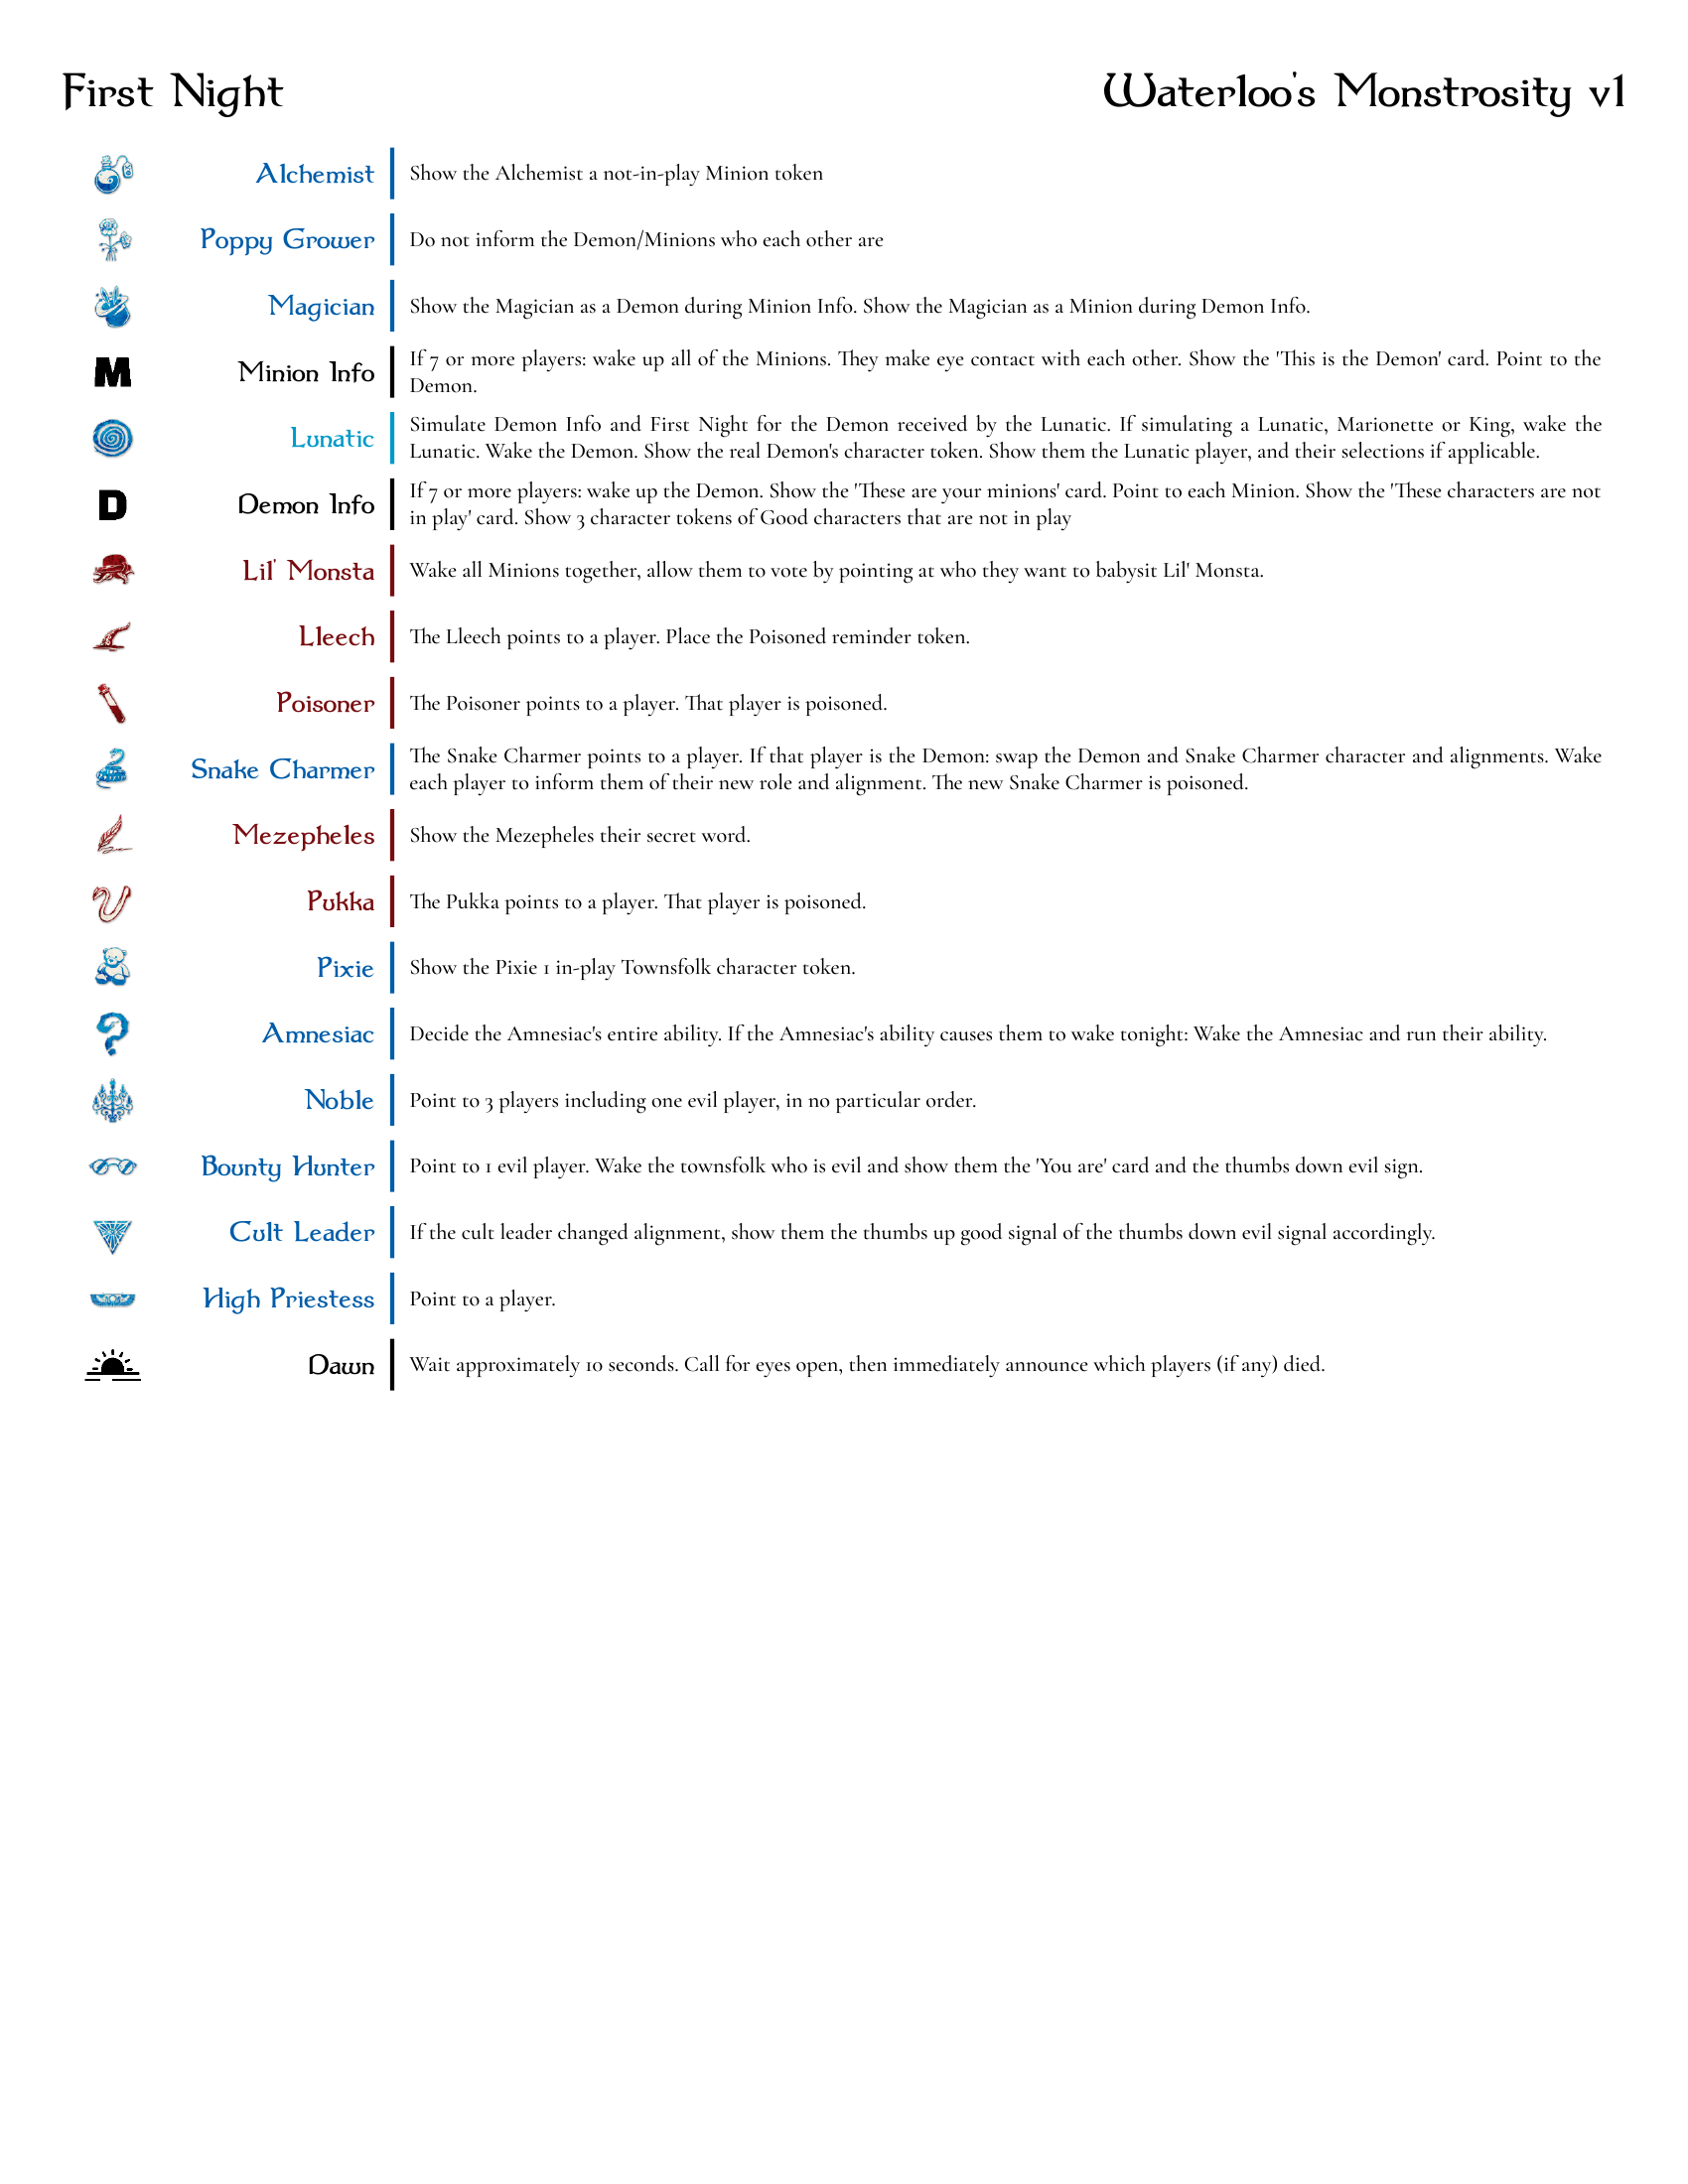 First Night
Waterloo's Monstrosity v1
Alchemist
Show the Alchemist a not-in-play Minion token
Poppy Grower
Do not inform the Demon/Minions who each other are
Magician
Show the Magician as a Demon during Minion Info. Show the Magician as a Minion during Demon Info.
M
Minion Info
If 7 or more players: wake up all of the Minions. They make eye contact with each other. Show the 'This is the Demon' card. Point to the
Demon.
Lunatic
Simulate Demon Info and First Night for the Demon received by the Lunatic. If simulating a Lunatic, Marionette or King, wake the
Lunatic. Wake the Demon. Show the real Demon's character token. Show them the Lunatic player, and their selections if applicable.
D
Demon Info
If 7 or more players: wake up the Demon. Show the 'These are your minions' card. Point to each Minion. Show the 'These characters are not
in play' card. Show 3 character tokens of Good characters that are not in play
Lil' Monsta
Wake all Minions together, allow them to vote by pointing at who they want to babysit Lil' Monsta.
Lleech
The Lleech points to a player. Place the Poisoned reminder token.
Poisoner
The Poisoner points to a player. That player is poisoned.
Snake Charmer
The Snake Charmer points to a player. If that player is the Demon: swap the Demon and Snake Charmer character and alignments. Wake
each player to inform them of their new role and alignment. The new Snake Charmer is poisoned.
Mezepheles
Show the Mezepheles their secret word.
Pukka
The Pukka points to a player. That player is poisoned.
Pixie
Show the Pixie 1 in-play Townsfolk character token.
Amnesiac
Decide the Amnesiac's entire ability. If the Amnesiac's ability causes them to wake tonight: Wake the Amnesiac and run their ability.
Noble
Point to 3 players including one evil player, in no particular order.
Bounty Hunter
Point to 1 evil player. Wake the townsfolk who is evil and show them the 'You are' card and the thumbs down evil sign.
Cult Leader
If the cult leader changed alignment, show them the thumbs up good signal of the thumbs down evil signal accordingly.
High Priestess
Point to a player.
Dawn
Wait approximately 10 seconds. Call for eyes open, then immediately announce which players (if any) died.